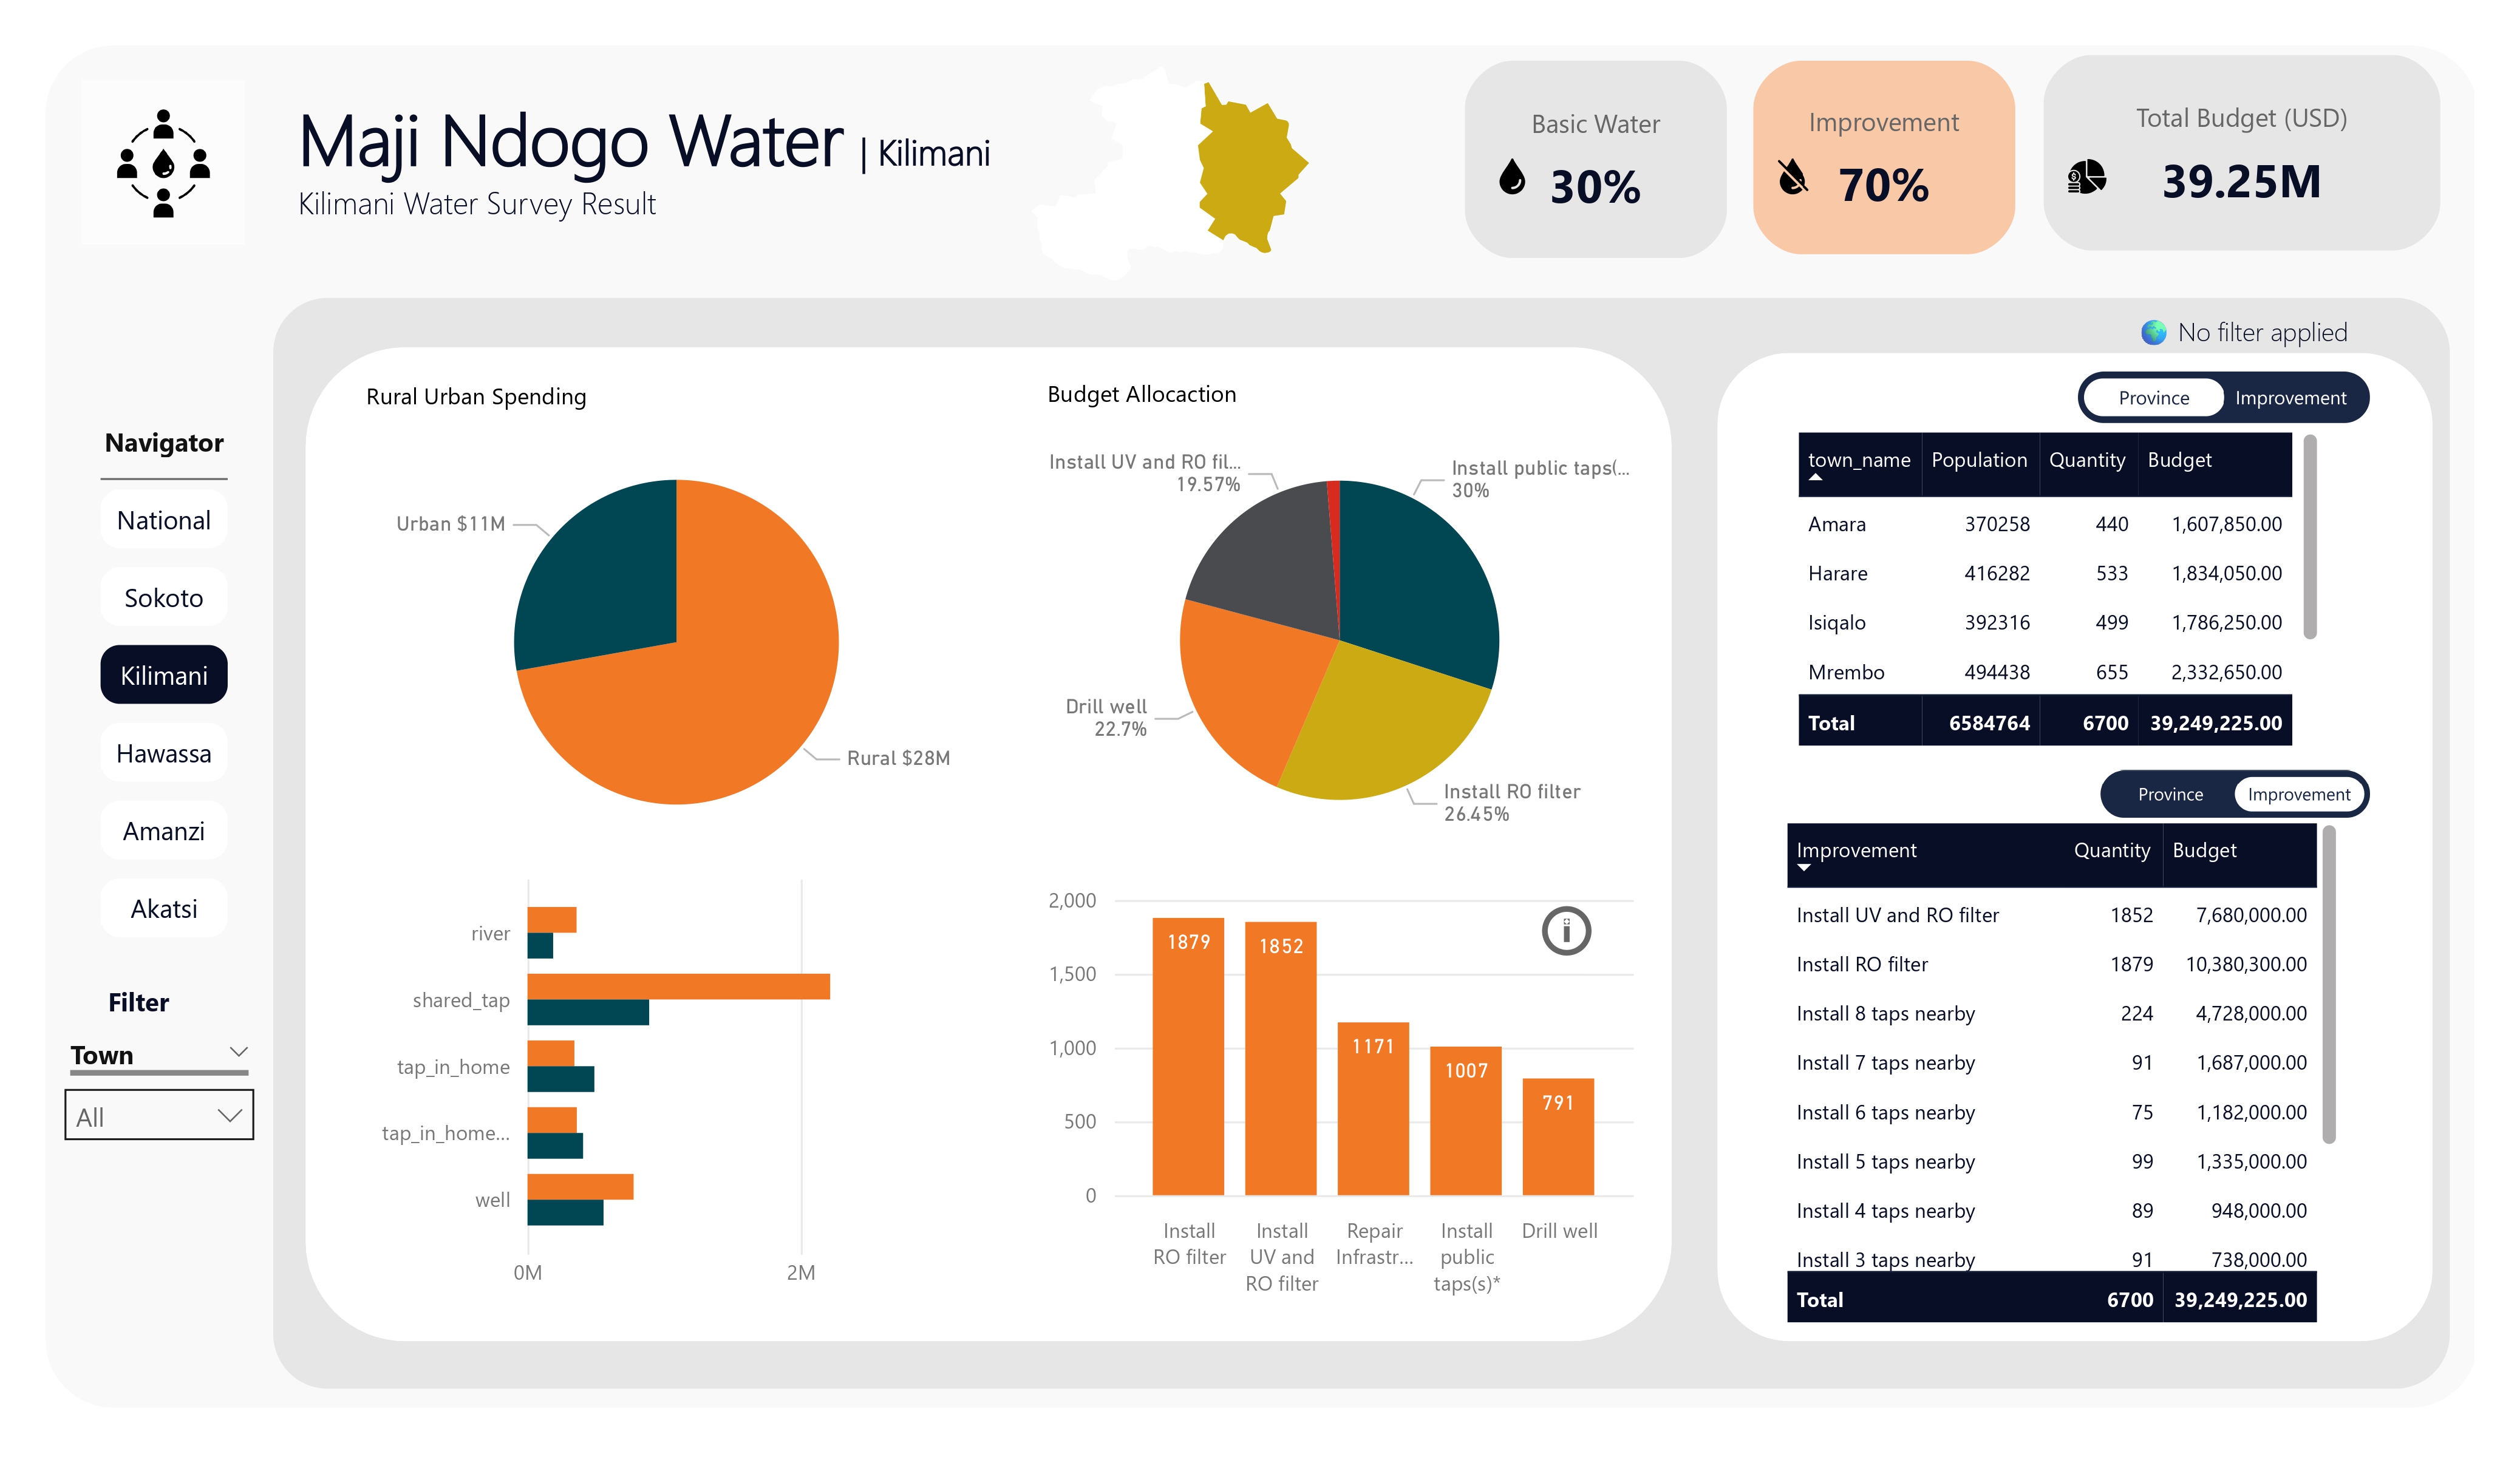 Maji Ndogo Water | Kilimani
Kilimani Water Survey Result
Basic Water
30%
Improvement
70%
Total Budget (USD)
39.25M
No filter applied
Navigator
National
Sokoto
Kilimani
Hawassa
Amanzi
Akatsi
Filter
Town
All
Rural Urban Spending
Urban $11M
Rural $28M
Budget Allocaction
Install UV and RO fil...
19.57%
Install public taps(...
30%
Drill well
22.7%
Install RO filter
26.45%
river
shared_tap
tap_in_home
tap_in_home...
well
0M 2M
2,000
1,500
1,000
500
0
1879 1852 1171 1007 791
Install Install Repair Install Drill well
RO filter UV and Infrastr... public
RO filter taps(s)*
Province Improvement
town_name Population Quantity Budget
Amara 370258 440 1,607,850.00
Harare 416282 533 1,834,050.00
Isiqalo 392316 499 1,786,250.00
Mrembo 494438 655 2,332,650.00
Total 6584764 6700 39,249,225.00
Province Improvement
Improvement Quantity Budget
Install UV and RO filter 1852 7,680,000.00
Install RO filter 1879 10,380,300.00
Install 8 taps nearby 224 4,728,000.00
Install 7 taps nearby 91 1,687,000.00
Install 6 taps nearby 75 1,182,000.00
Install 5 taps nearby 99 1,335,000.00
Install 4 taps nearby 89 948,000.00
Install 3 taps nearby 91 738,000.00
Total 6700 39,249,225.00